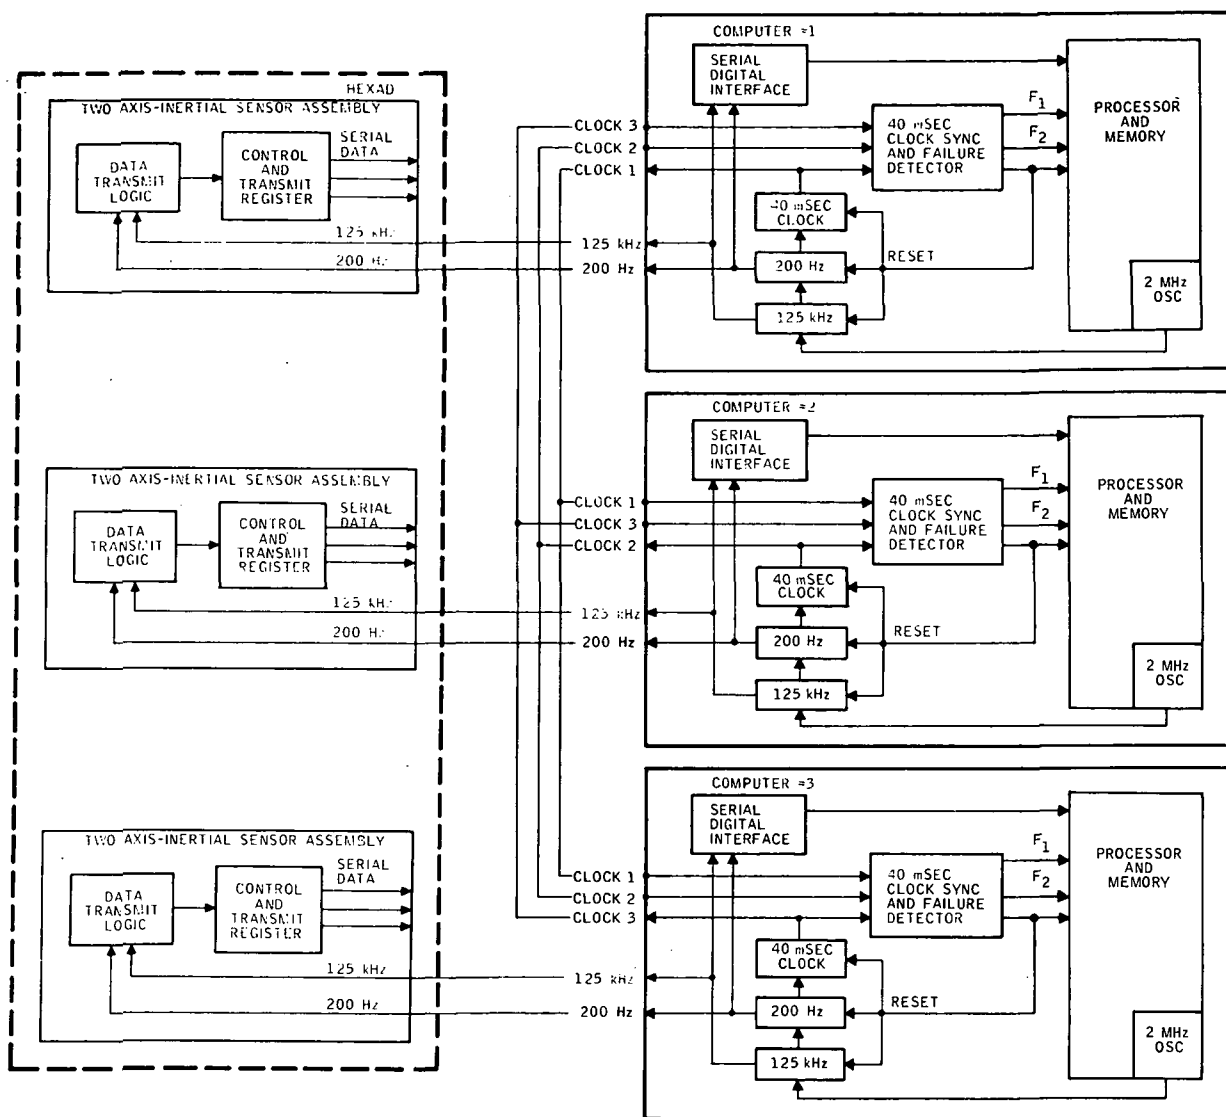 HEXAD
TWO AXIS-INERTIAL SENSOR ASSEMBLY
DATA
TRANSMIT
LOGIC
CONTROL
AND
TRANSMIT
REGISTER
SERIAL
DATA
125 kHz
200 Hz
TWO AXIS-INERTIAL SENSOR ASSEMBLY
DATA
TRANSMIT
LOGIC
CONTROL
AND
TRANSMIT
REGISTER
SERIAL
DATA
125 kHz
200 Hz
TWO AXIS-INERTIAL SENSOR ASSEMBLY
DATA
TRANSMIT
LOGIC
CONTROL
AND
TRANSMIT
REGISTER
SERIAL
DATA
125 kHz
200 Hz
CLOCK 3
CLOCK 2
CLOCK 1
125 kHz
200 Hz
COMPUTER =1
SERIAL
DIGITAL
INTERFACE
40 mSEC
CLOCK SYNC
AND FAILURE
DETECTOR
F1
F2
PROCESSOR
AND
MEMORY
40 mSEC
CLOCK
200 Hz
125 kHz
RESET
2 MHz
OSC
CLOCK 1
CLOCK 3
CLOCK 2
125 kHz
200 Hz
COMPUTER =2
SERIAL
DIGITAL
INTERFACE
40 mSEC
CLOCK SYNC
AND FAILURE
DETECTOR
F1
F2
PROCESSOR
AND
MEMORY
40 mSEC
CLOCK
200 Hz
125 kHz
RESET
2 MHz
OSC
CLOCK 1
CLOCK 2
CLOCK 3
125 kHz
200 Hz
COMPUTER =3
SERIAL
DIGITAL
INTERFACE
40 mSEC
CLOCK SYNC
AND FAILURE
DETECTOR
F1
F2
PROCESSOR
AND
MEMORY
40 mSEC
CLOCK
200 Hz
125 kHz
RESET
2 MHz
OSC